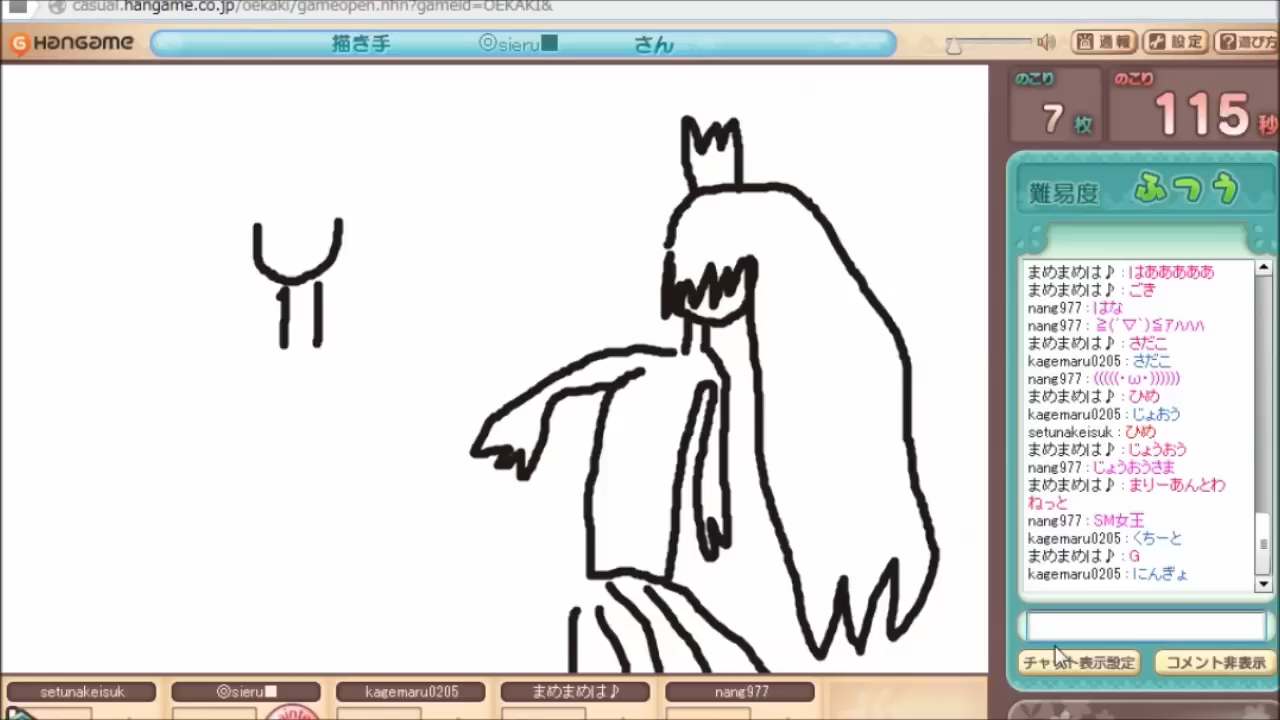 casual.hangame.co.jp/oekaki/gameopen.nhn?gameid=OEKAKI&
HANGAME
描き手 ◎sieru■ さん
通報 設定 遊び方
のこり 7 枚
のこり 115 秒
難易度 ふつう
まめまめは♪ : はああああああ
まめまめは♪ : ごき
nang977 : はな
nang977 : ≧(´▽`)≦アハハハ
まめまめは♪ : さだこ
kagemaru0205 : さだこ
nang977 : (((((・ω・))))))
まめまめは♪ : ひめ
kagemaru0205 : じょおう
setunakeisuk : ひめ
まめまめは♪ : じょうおう
nang977 : じょうおうさま
まめまめは♪ : まりーあんとわ
ねっと
nang977 : SM女王
kagemaru0205 : くちーと
まめまめは♪ : G
kagemaru0205 : にんぎょ
チャット表示設定 コメント非表示
setunakeisuk ◎sieru■ kagemaru0205 まめまめは♪ nang977